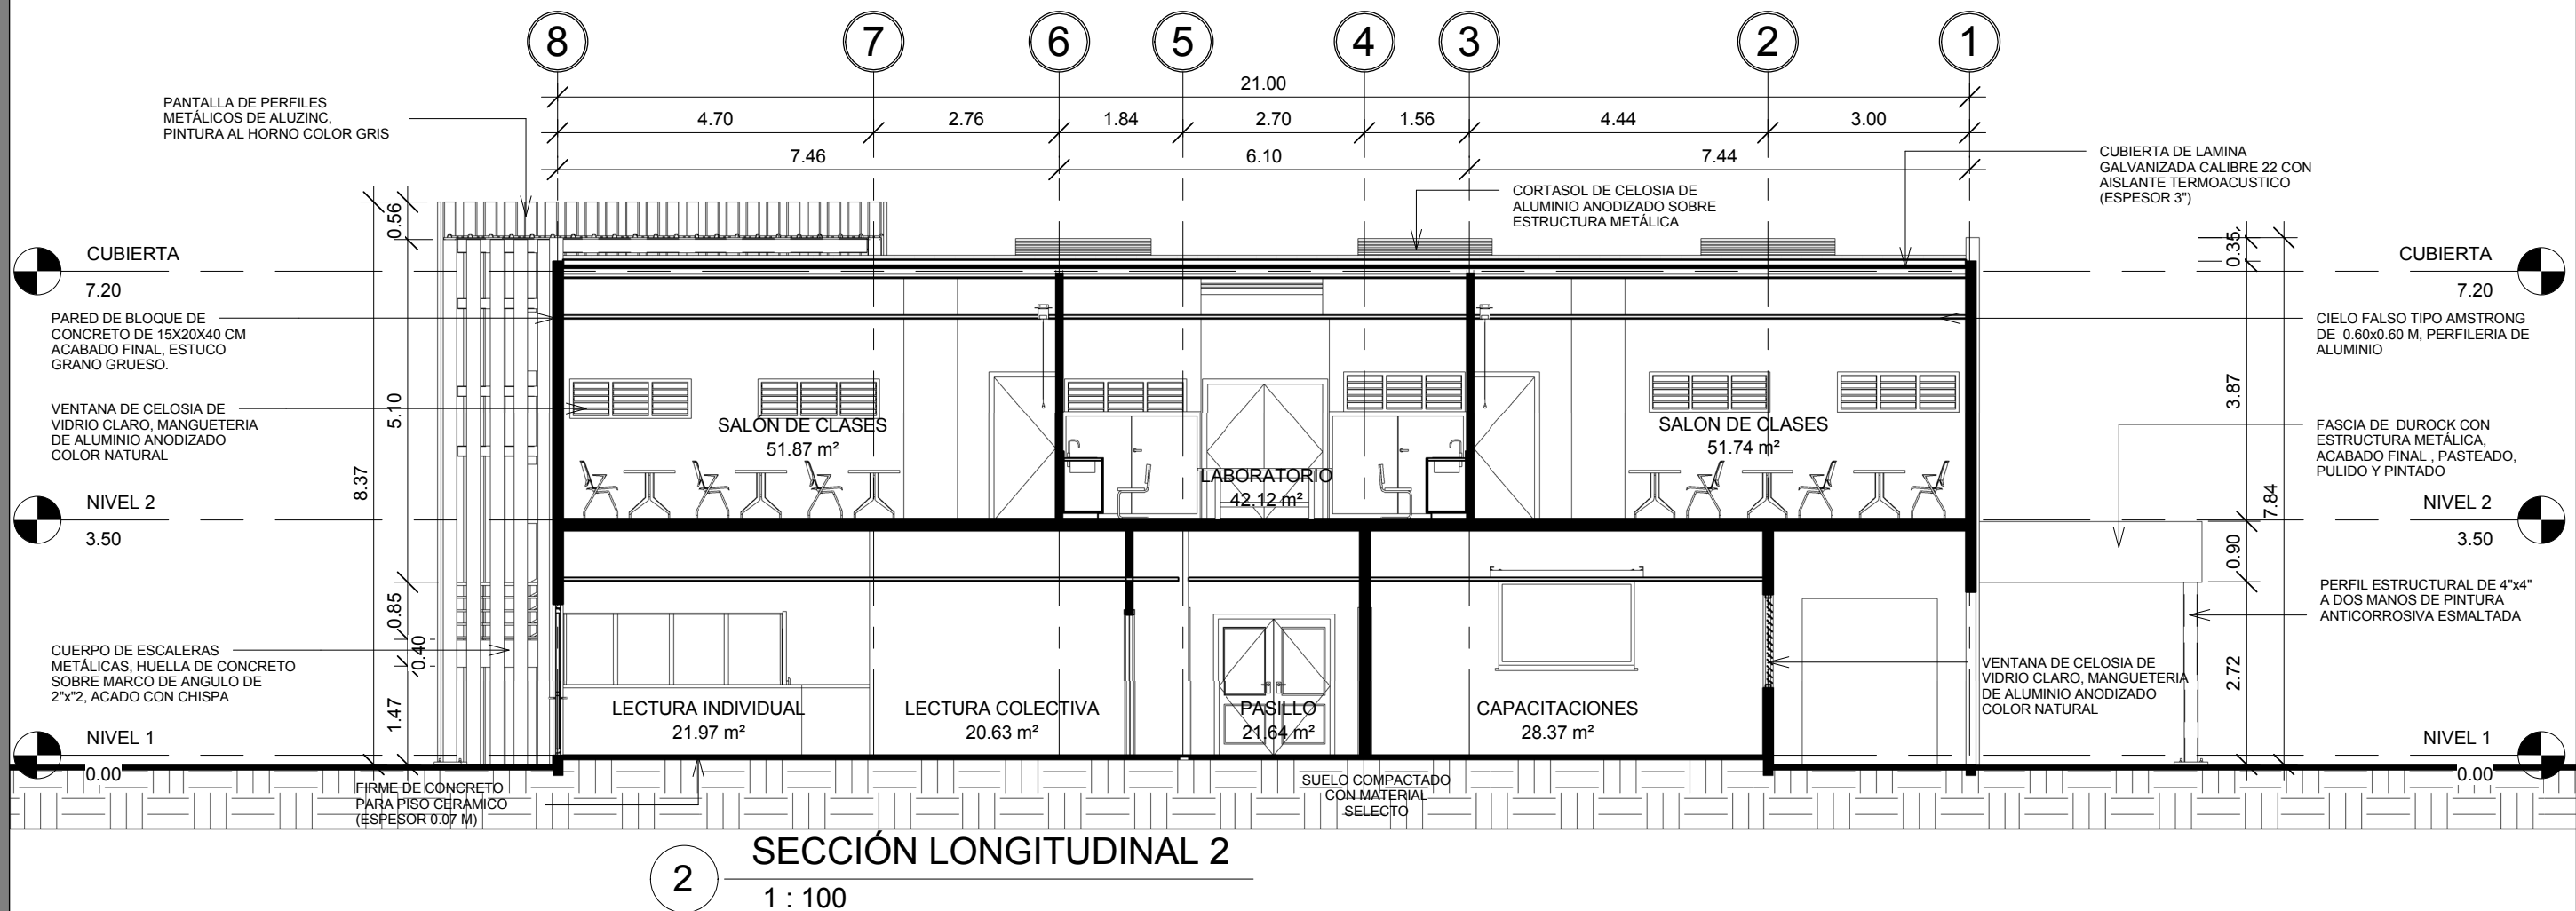 8 7 6 5 4 3 2 1
21.00
4.70 2.76 1.84 2.70 1.56 4.44 3.00
7.46 6.10 7.44
PANTALLA DE PERFILES
METÁLICOS DE ALUZINC,
PINTURA AL HORNO COLOR GRIS
CORTASOL DE CELOSIA DE
ALUMINIO ANODIZADO SOBRE
ESTRUCTURA METÁLICA
CUBIERTA DE LAMINA
GALVANIZADA CALIBRE 22 CON
AISLANTE TERMOACUSTICO
(ESPESOR 3")
CUBIERTA
7.20
PARED DE BLOQUE DE
CONCRETO DE 15X20X40 CM
ACABADO FINAL, ESTUCO
GRANO GRUESO.
VENTANA DE CELOSIA DE
VIDRIO CLARO, MANGUETERIA
DE ALUMINIO ANODIZADO
COLOR NATURAL
NIVEL 2
3.50
CUERPO DE ESCALERAS
METÁLICAS, HUELLA DE CONCRETO
SOBRE MARCO DE ANGULO DE
2"x"2, ACADO CON CHISPA
NIVEL 1
0.00
8.37
0.56
5.10
0.85
0.40
1.47
SALÓN DE CLASES
51.87 m²
LABORATORIO
42.12 m²
SALON DE CLASES
51.74 m²
LECTURA INDIVIDUAL
21.97 m²
LECTURA COLECTIVA
20.63 m²
PASILLO
21.64 m²
CAPACITACIONES
28.37 m²
0.35
3.87
7.84
0.90
2.72
CUBIERTA
7.20
CIELO FALSO TIPO AMSTRONG
DE 0.60x0.60 M, PERFILERIA DE
ALUMINIO
FASCIA DE DUROCK CON
ESTRUCTURA METÁLICA,
ACABADO FINAL , PASTEADO,
PULIDO Y PINTADO
NIVEL 2
3.50
PERFIL ESTRUCTURAL DE 4"x4"
A DOS MANOS DE PINTURA
ANTICORROSIVA ESMALTADA
VENTANA DE CELOSIA DE
VIDRIO CLARO, MANGUETERIA
DE ALUMINIO ANODIZADO
COLOR NATURAL
NIVEL 1
0.00
FIRME DE CONCRETO
PARA PISO CERAMICO
(ESPESOR 0.07 M)
SUELO COMPACTADO
CON MATERIAL
SELECTO
2
SECCIÓN LONGITUDINAL 2
1 : 100